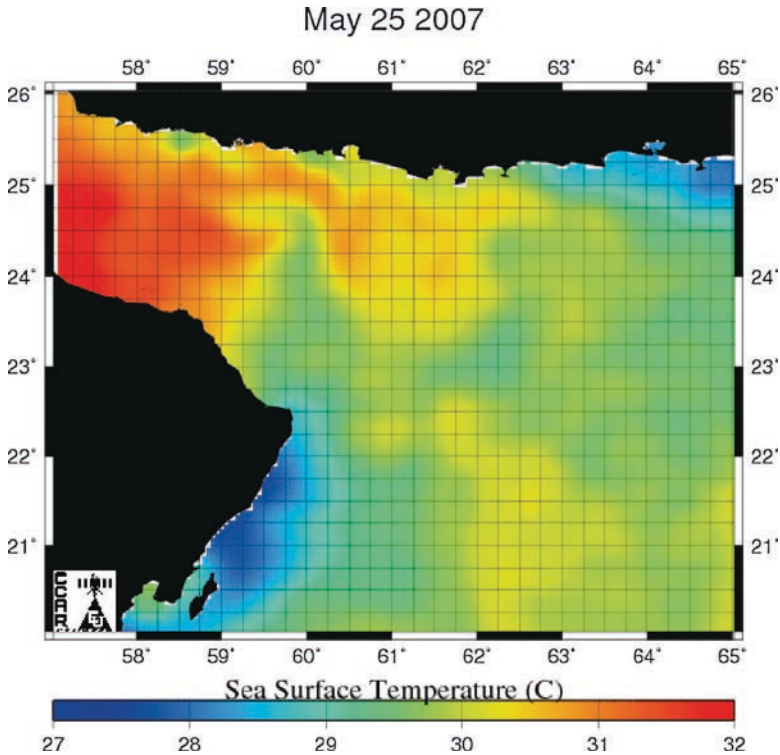 May 25 2007
58˚ 59˚ 60˚ 61˚ 62˚ 63˚ 64˚ 65˚
26˚ 26˚
25˚ 25˚
24˚ 24˚
23˚ 23˚
22˚ 22˚
21˚ 21˚
CCAR
CU
58˚ 59˚ 60˚ 61˚ 62˚ 63˚ 64˚ 65˚
Sea Surface Temperature (C)
27 28 29 30 31 32